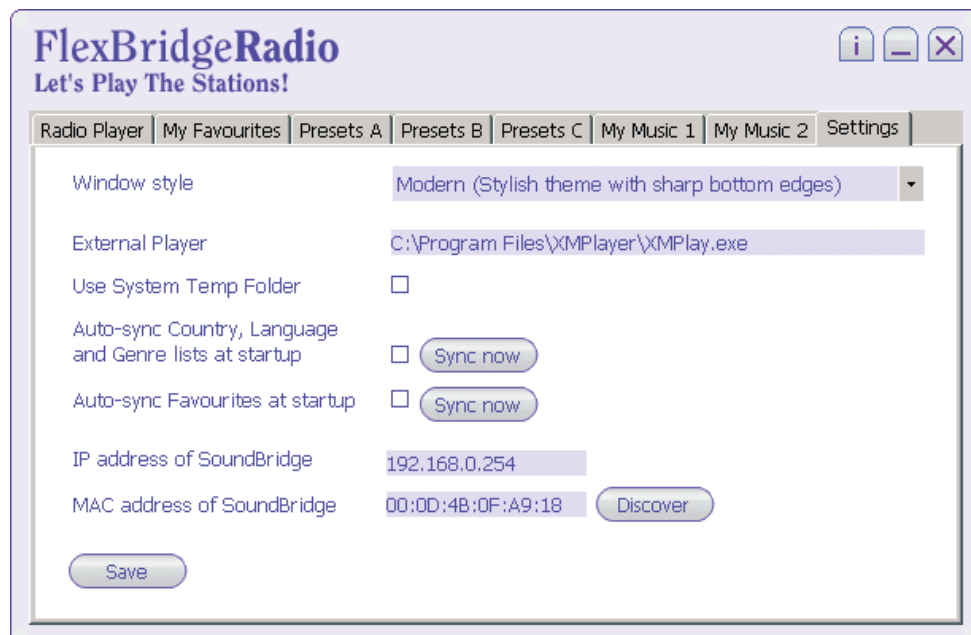 FlexBridgeRadio
Let's Play The Stations!
i
Radio Player My Favourites Presets A Presets B Presets C My Music 1 My Music 2 Settings
Window style Modern (Stylish theme with sharp bottom edges)
External Player C:\Program Files\XMPlayer\XMPlay.exe
Use System Temp Folder
Auto-sync Country, Language
and Genre lists at startup Sync now
Auto-sync Favourites at startup Sync now
IP address of SoundBridge 192.168.0.254
MAC address of SoundBridge 00:0D:4B:0F:A9:18 Discover
Save